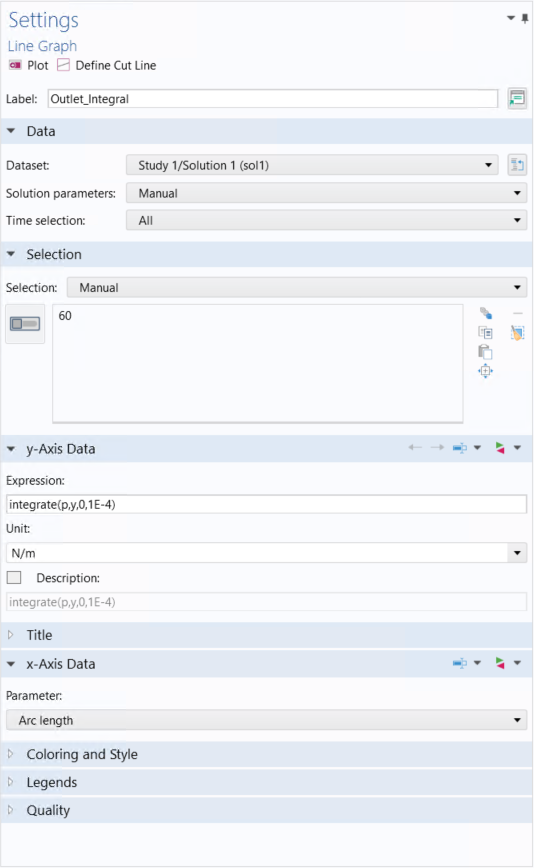 Settings
Line Graph
Plot Define Cut Line
Label: Outlet_Integral
Data
Dataset: Study 1/Solution 1 (sol1)
Solution parameters: Manual
Time selection: All
Selection
Selection: Manual
60
y-Axis Data
Expression:
integrate(p,y,0,1E-4)
Unit:
N/m
Description:
integrate(p,y,0,1E-4)
Title
x-Axis Data
Parameter:
Arc length
Coloring and Style
Legends
Quality